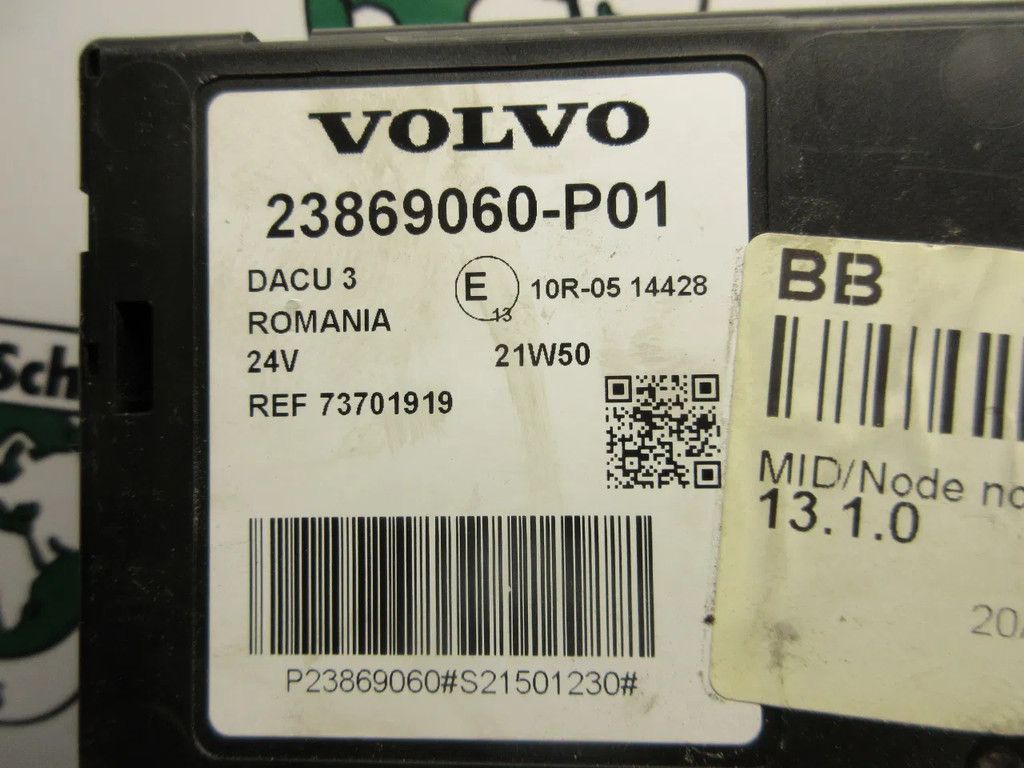 VOLVO
23869060-P01
DACU 3
E
13
10R-05 14428
ROMANIA
24V
21W50
REF 73701919
P23869060#S21501230#
BB
MID/Node
13.1.0
Sch